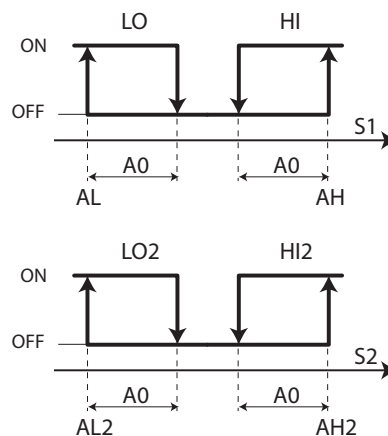 LO HI
ON
OFF
S1
A0 A0
AL AH
LO2 HI2
ON
OFF
S2
A0 A0
AL2 AH2